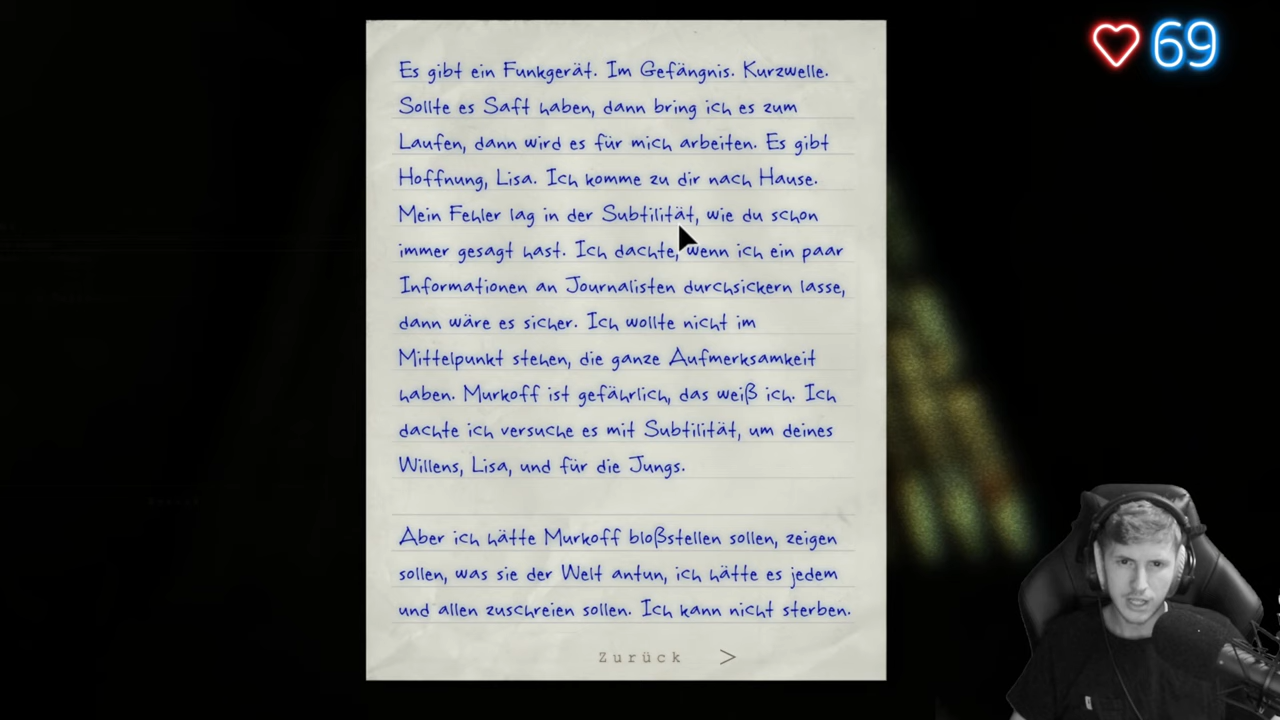 69
Es gibt ein Funkgerät. Im Gefängnis. Kurzwelle.
Sollte es Saft haben, dann bring ich es zum
Laufen, dann wird es für mich arbeiten. Es gibt
Hoffnung, Lisa. Ich komme zu dir nach Hause.
Mein Fehler lag in der Subtilität, wie du schon
immer gesagt hast. Ich dachte, wenn ich ein paar
Informationen an Journalisten durchsickern lasse,
dann wäre es sicher. Ich wollte nicht im
Mittelpunkt stehen, die ganze Aufmerksamkeit
haben. Murkoff ist gefährlich, das weiß ich. Ich
dachte ich versuche es mit Subtilität, um deines
Willens, Lisa, und für die Jungs.
Aber ich hätte Murkoff bloßstellen sollen, zeigen
sollen, was sie der Welt antun, ich hätte es jedem
und allen zuschreien sollen. Ich kann nicht sterben.
Zurück >